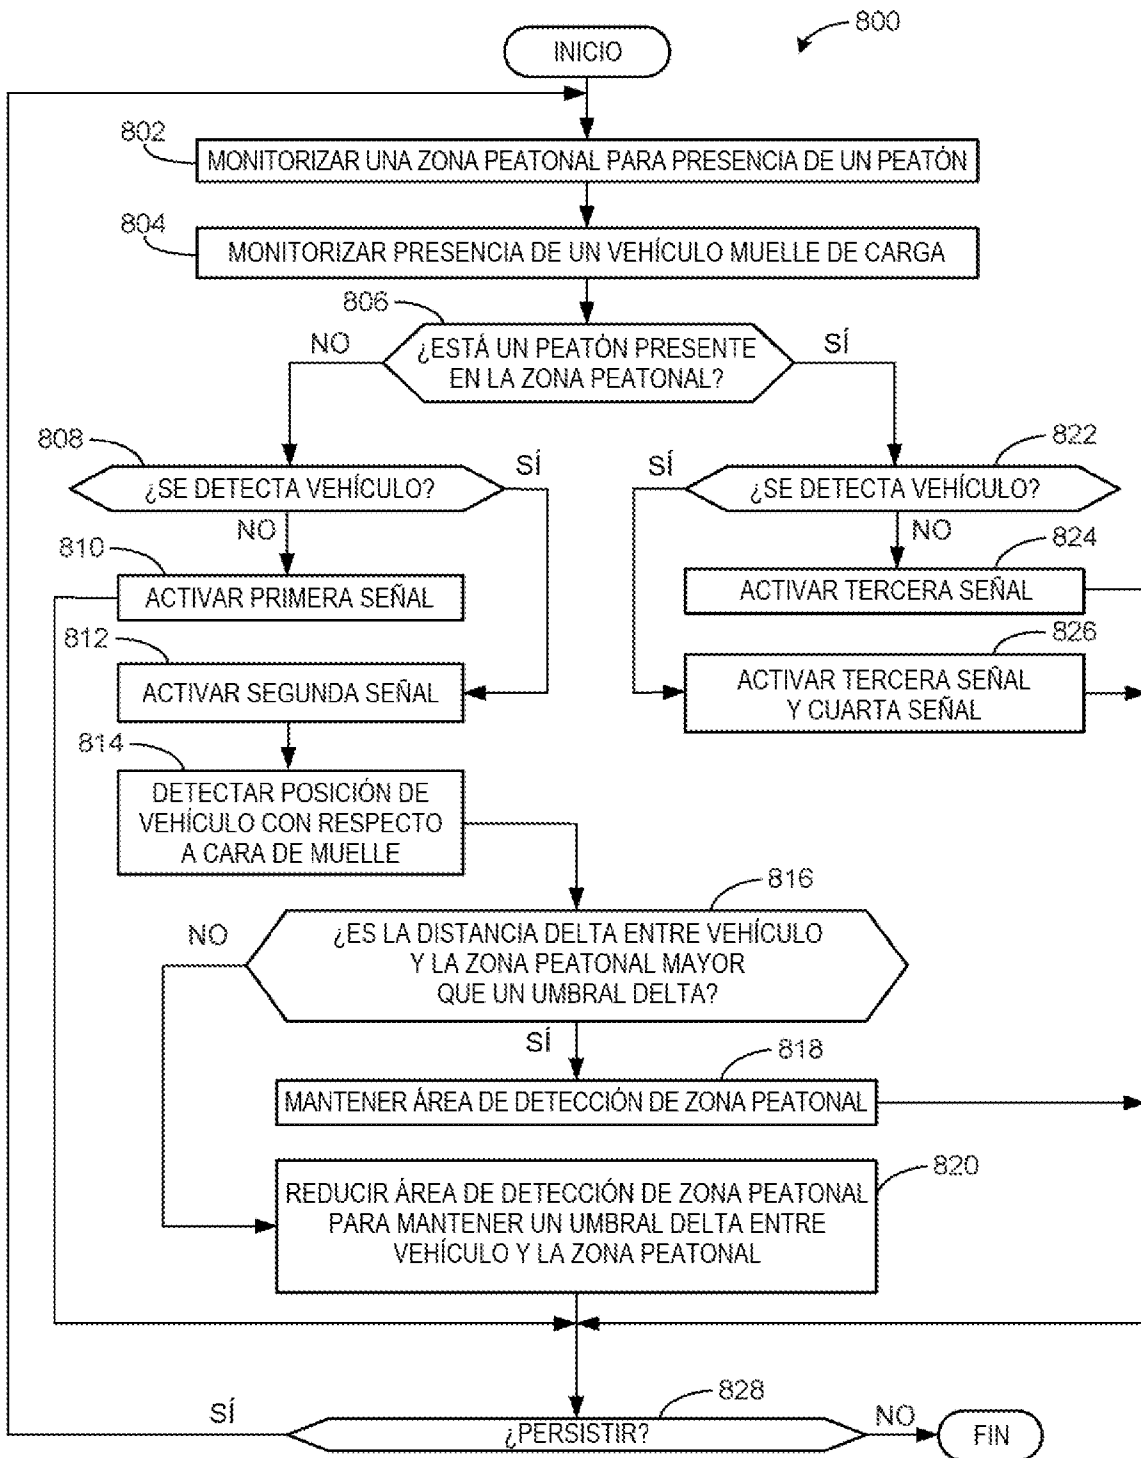 800
INICIO
802
MONITORIZAR UNA ZONA PEATONAL PARA PRESENCIA DE UN PEATÓN
804
MONITORIZAR PRESENCIA DE UN VEHÍCULO MUELLE DE CARGA
806
NO
¿ESTÁ UN PEATÓN PRESENTE
EN LA ZONA PEATONAL?
SÍ
808
¿SE DETECTA VEHÍCULO?
SÍ
NO
822
SÍ
¿SE DETECTA VEHÍCULO?
NO
810
ACTIVAR PRIMERA SEÑAL
824
ACTIVAR TERCERA SEÑAL
812
ACTIVAR SEGUNDA SEÑAL
826
ACTIVAR TERCERA SEÑAL
Y CUARTA SEÑAL
814
DETECTAR POSICIÓN DE
VEHÍCULO CON RESPECTO
A CARA DE MUELLE
816
NO
¿ES LA DISTANCIA DELTA ENTRE VEHÍCULO
Y LA ZONA PEATONAL MAYOR
QUE UN UMBRAL DELTA?
SÍ
818
MANTENER ÁREA DE DETECCIÓN DE ZONA PEATONAL
820
REDUCIR ÁREA DE DETECCIÓN DE ZONA PEATONAL
PARA MANTENER UN UMBRAL DELTA ENTRE
VEHÍCULO Y LA ZONA PEATONAL
828
SÍ
¿PERSISTIR?
NO
FIN